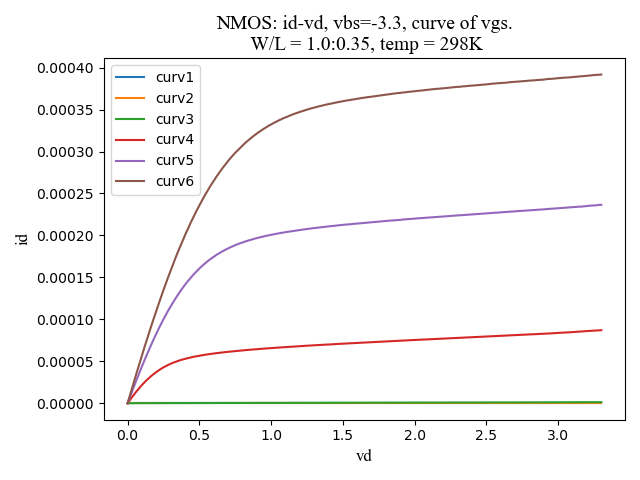 NMOS: id-vd, vbs=-3.3, curve of vgs.
W/L = 1.0:0.35, temp = 298K
0.00040
0.00035
0.00030
0.00025
0.00020
0.00015
0.00010
0.00005
0.00000
id
curv1
curv2
curv3
curv4
curv5
curv6
0.0 0.5 1.0 1.5 2.0 2.5 3.0
vd